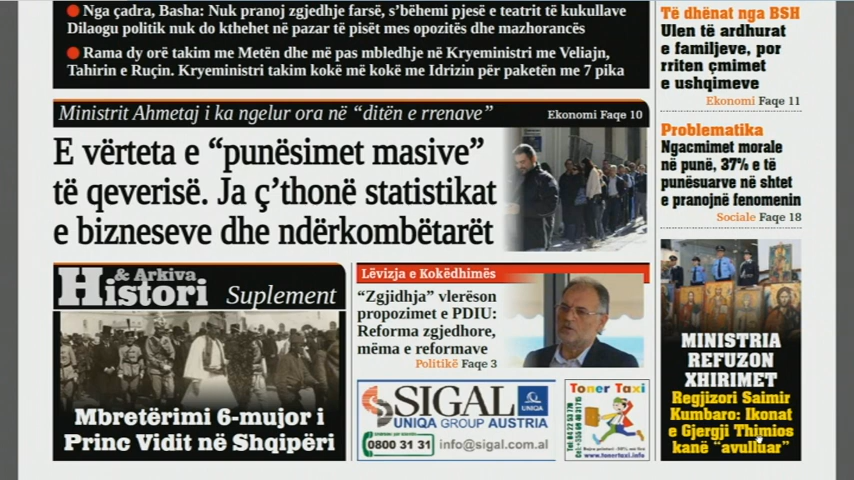 Nga çadra, Basha: Nuk pranoj zgjedhje farsë, s’bëhemi pjesë e teatrit të kukullave
Dilaogu politik nuk do kthehet në pazar të pisët mes opozitës dhe mazhorancës
Rama dy orë takim me Metën dhe më pas mbledhje në Kryeministri me Veliajn,
Tahirin e Ruçin. Kryeministri takim kokë më kokë me Idrizin për paketën me 7 pika
Ministrit Ahmetaj i ka ngelur ora në “ditën e rrenave”
Ekonomi Faqe 10
E vërteta e “punësimet masive”
të qeverisë. Ja ç’thonë statistikat
e bizneseve dhe ndërkombëtarët
& Arkiva
Histori
Suplement
Mbretërimi 6-mujor i
Princ Vidit në Shqipëri
Lëvizja e Kokëdhimës
“Zgjidhja” vlerëson
propozimet e PDIU:
Reforma zgjedhore,
mëma e reformave
Politikë Faqe 3
SIGAL
UNIQA
UNIQA GROUP AUSTRIA
0800 31 31
info@sigal.com.al
Toner Taxi
www.tonertaxi.info
Të dhënat nga BSH
Ulen të ardhurat
e familjeve, por
rriten çmimet
e ushqimeve
Ekonomi Faqe 11
Problematika
Ngacmimet morale
në punë, 37% e të
punësuarve në shtet
e pranojnë fenomenin
Sociale Faqe 18
MINISTRIA
REFUZON
XHIRIMET
Regjizori Saimir
Kumbaro: Ikonat
e Gjergji Thimios
kanë “avulluar”